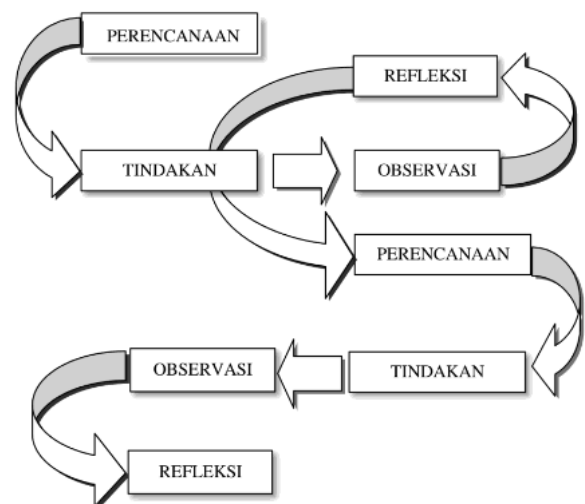 PERENCANAAN
TINDAKAN
OBSERVASI
REFLEKSI
PERENCANAAN
TINDAKAN
OBSERVASI
REFLEKSI